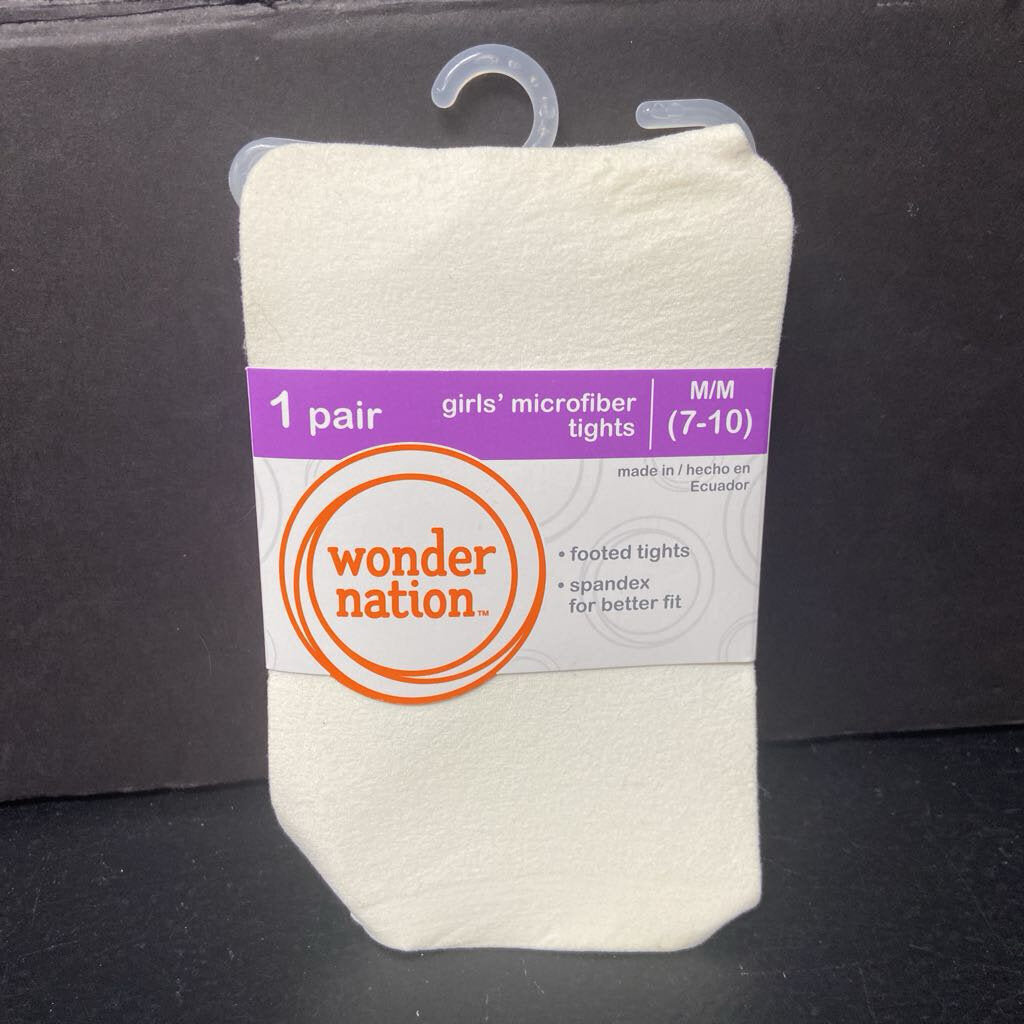 1 pair
girls' microfiber
tights
M/M
(7-10)
made in / hecho en
Ecuador
wonder
nation™
• footed tights
• spandex
for better fit